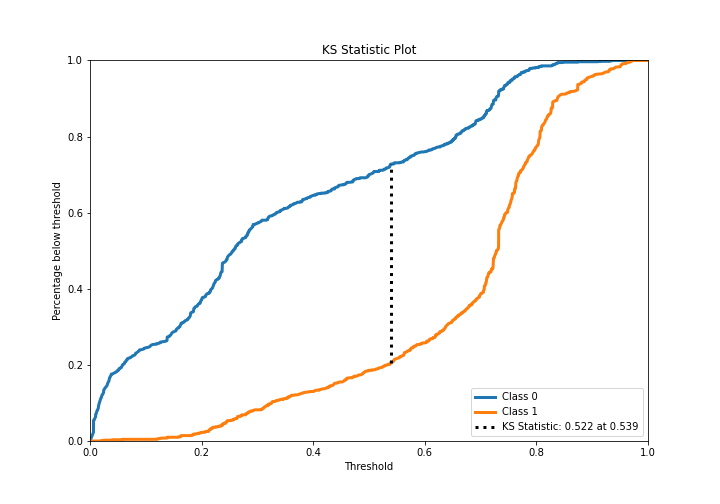 KS Statistic Plot
1.0
0.8
0.6
0.4
0.2
0.0
Percentage below threshold
Class 0
Class 1
KS Statistic: 0.522 at 0.539
0.0 0.2 0.4 0.6 0.8 1.0
Threshold